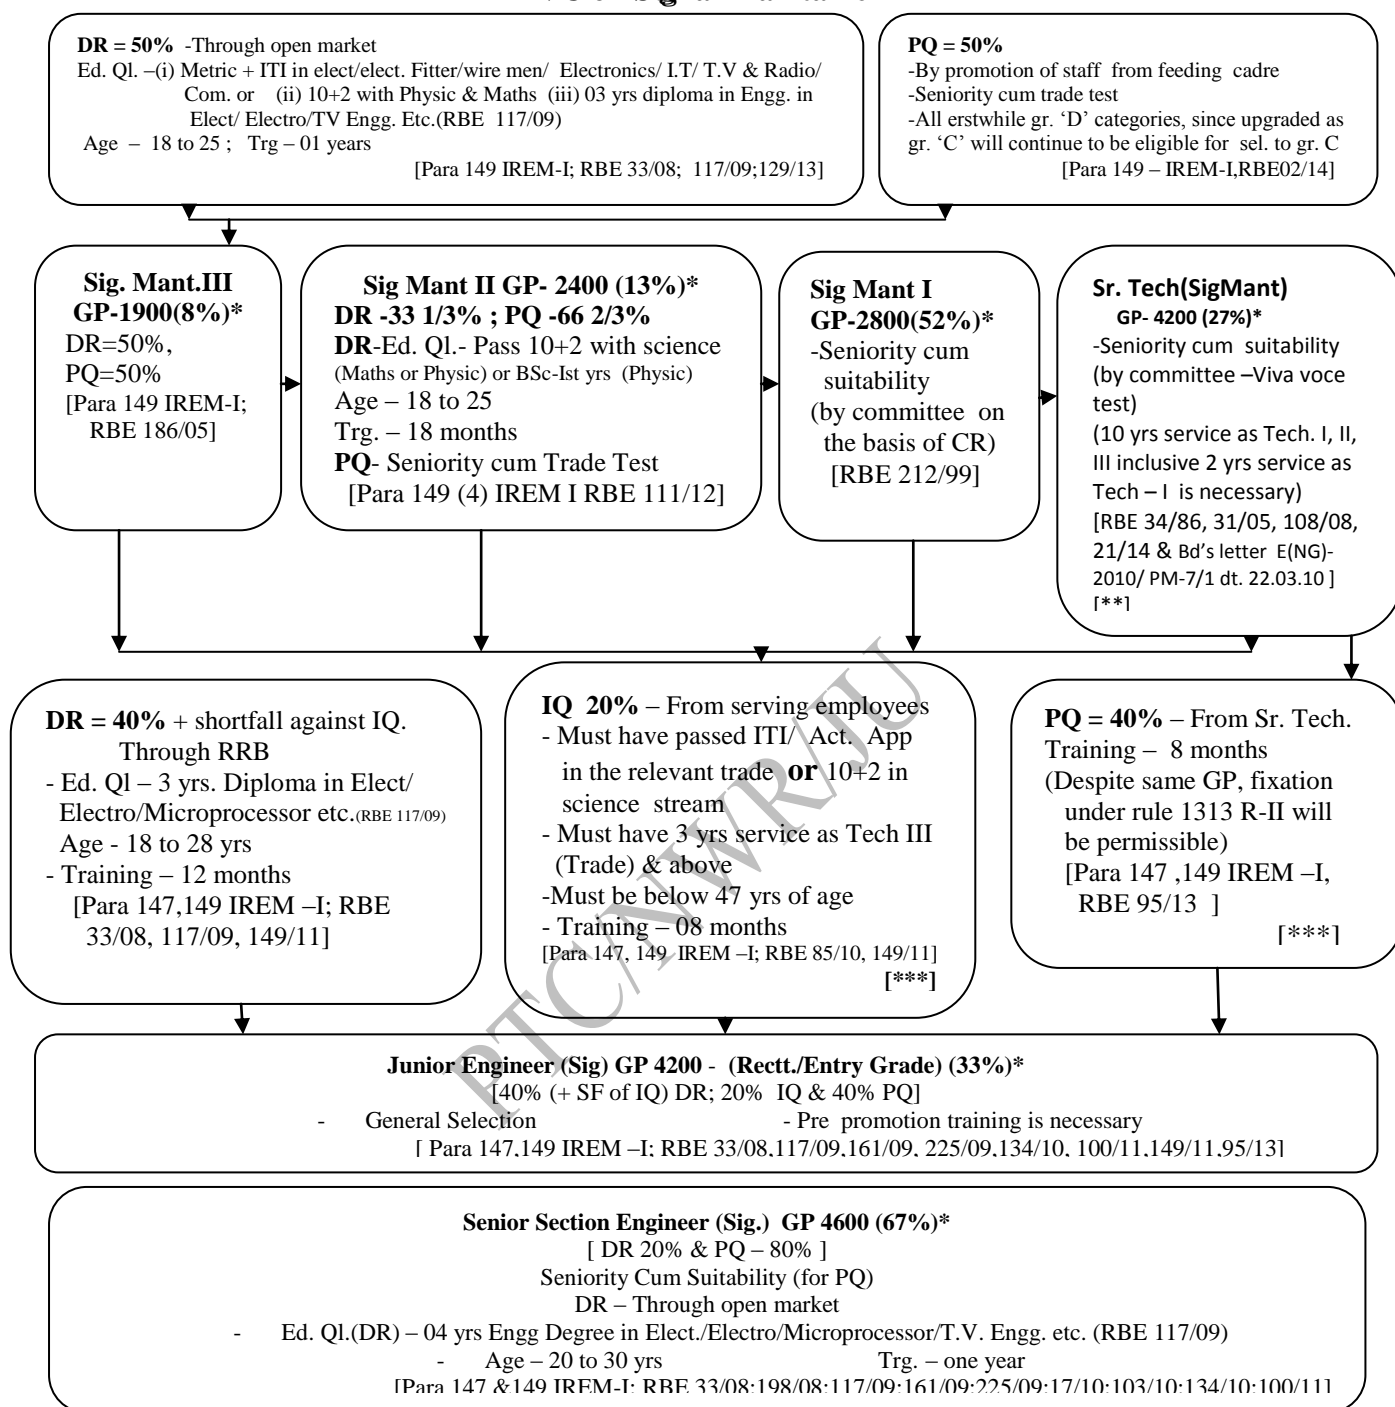 DR = 50% -Through open market
Ed. Ql. –(i) Metric + ITI in elect/elect. Fitter/wire men/ Electronics/ I.T/ T.V & Radio/
Com. or (ii) 10+2 with Physic & Maths (iii) 03 yrs diploma in Engg. in
Elect/ Electro/TV Engg. Etc.(RBE 117/09)
Age – 18 to 25 ; Trg – 01 years
[Para 149 IREM-I; RBE 33/08; 117/09;129/13]
PQ = 50%
-By promotion of staff from feeding cadre
-Seniority cum trade test
-All erstwhile gr. ‘D’ categories, since upgraded as
gr. ‘C’ will continue to be eligible for sel. to gr. C
[Para 149 – IREM-I,RBE02/14]
Sig. Mant.III
GP-1900(8%)*
DR=50%,
PQ=50%
[Para 149 IREM-I;
RBE 186/05]
Sig Mant II GP- 2400 (13%)*
DR -33 1/3% ; PQ -66 2/3%
DR-Ed. Ql.- Pass 10+2 with science
(Maths or Physic) or BSc-Ist yrs (Physic)
Age – 18 to 25
Trg. – 18 months
PQ- Seniority cum Trade Test
[Para 149 (4) IREM I RBE 111/12]
Sig Mant I
GP-2800(52%)*
-Seniority cum
suitability
(by committee on
the basis of CR)
[RBE 212/99]
Sr. Tech(SigMant)
GP- 4200 (27%)*
-Seniority cum suitability
(by committee –Viva voce
test)
(10 yrs service as Tech. I, II,
III inclusive 2 yrs service as
Tech – I is necessary)
[RBE 34/86, 31/05, 108/08,
21/14 & Bd’s letter E(NG)-
2010/ PM-7/1 dt. 22.03.10 ]
[**]
DR = 40% + shortfall against IQ.
Through RRB
- Ed. Ql – 3 yrs. Diploma in Elect/
Electro/Microprocessor etc.(RBE 117/09)
Age - 18 to 28 yrs
- Training – 12 months
[Para 147,149 IREM –I; RBE
33/08, 117/09, 149/11]
IQ 20% – From serving employees
- Must have passed ITI/ Act. App
in the relevant trade or 10+2 in
science stream
- Must have 3 yrs service as Tech III
(Trade) & above
-Must be below 47 yrs of age
- Training – 08 months
[Para 147, 149 IREM –I; RBE 85/10, 149/11]
[***]
PQ = 40% – From Sr. Tech.
Training – 8 months
(Despite same GP, fixation
under rule 1313 R-II will
be permissible)
[Para 147 ,149 IREM –I,
RBE 95/13 ]
[***]
PTC/NWR/JU
Junior Engineer (Sig) GP 4200 - (Rectt./Entry Grade) (33%)*
[40% (+ SF of IQ) DR; 20% IQ & 40% PQ]
- General Selection - Pre promotion training is necessary
[ Para 147,149 IREM –I; RBE 33/08,117/09,161/09, 225/09,134/10, 100/11,149/11,95/13]
Senior Section Engineer (Sig.) GP 4600 (67%)*
[ DR 20% & PQ – 80% ]
Seniority Cum Suitability (for PQ)
DR – Through open market
- Ed. Ql.(DR) – 04 yrs Engg Degree in Elect./Electro/Microprocessor/T.V. Engg. etc. (RBE 117/09)
- Age – 20 to 30 yrs Trg. – one year
[Para 147 &149 IREM-I; RBE 33/08;198/08;117/09;161/09;225/09;17/10;103/10;134/10;100/11]